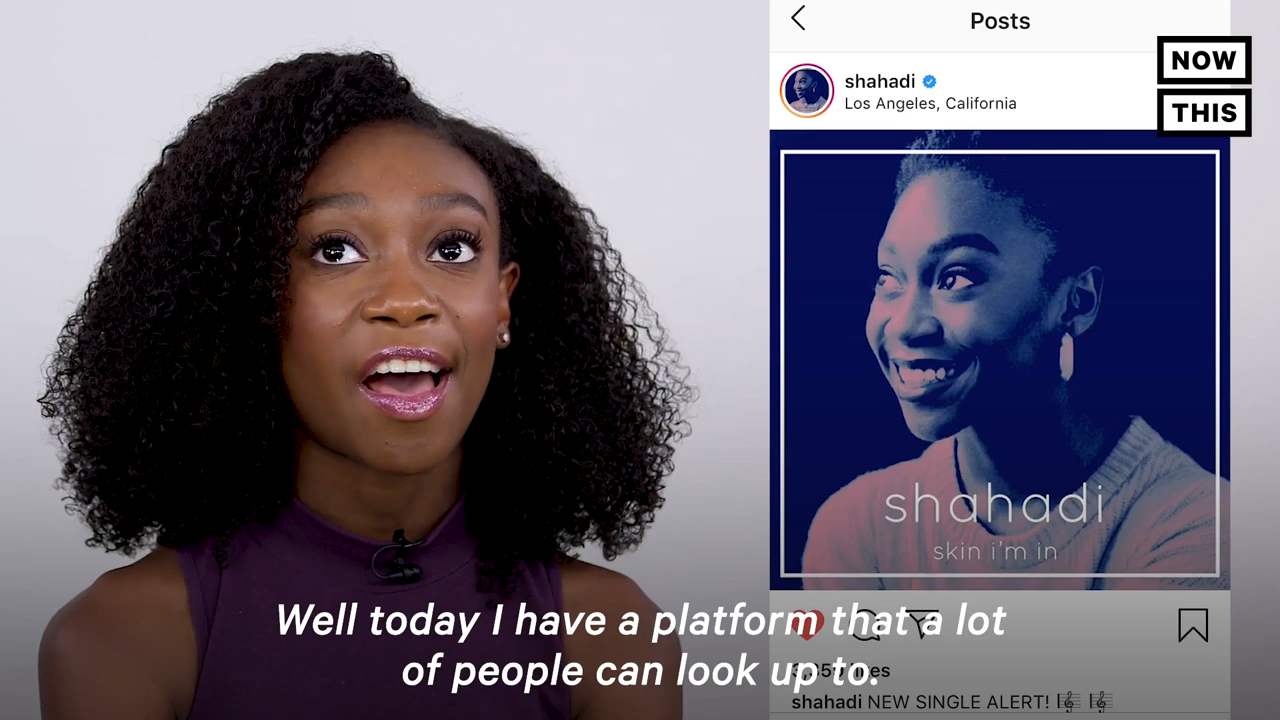 Posts
NOW
THIS
shahadi
Los Angeles, California
shahadi
skin i'm in
Well today I have a platform that a lot
of people can look up to.
likes
shahadi NEW SINGLE ALERT!